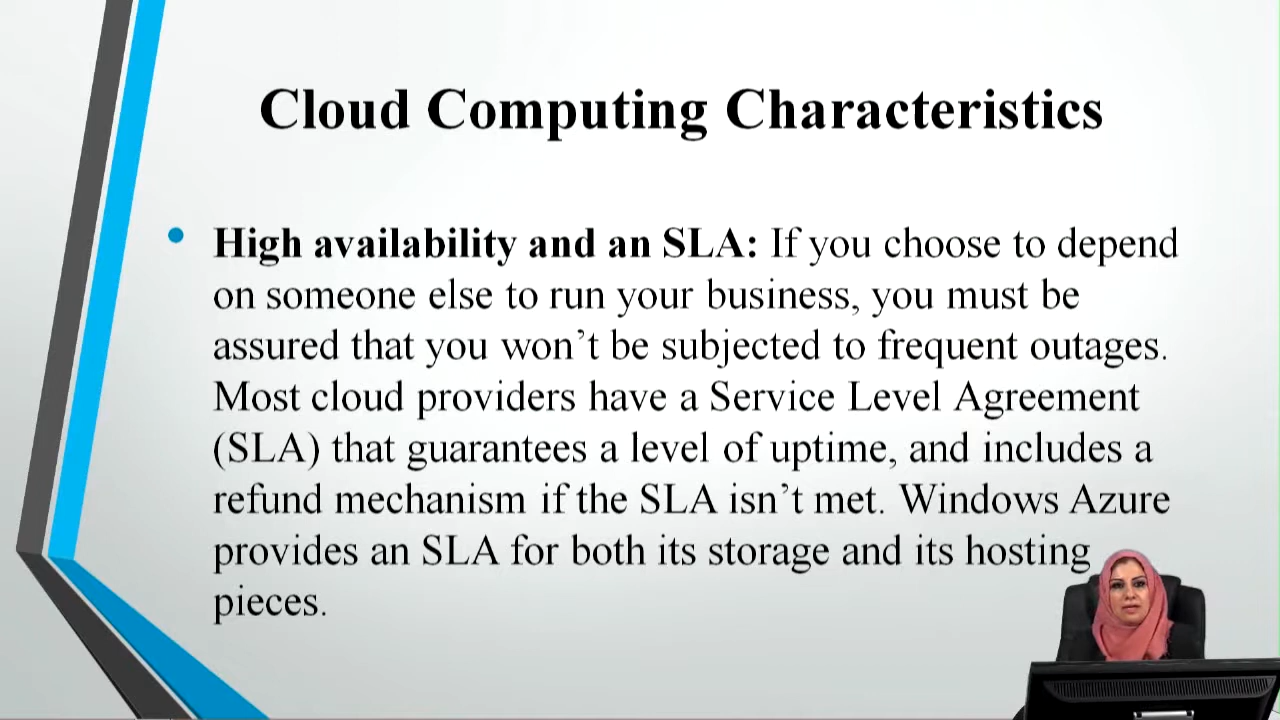 Cloud Computing Characteristics
High availability and an SLA: If you choose to depend
on someone else to run your business, you must be
assured that you won’t be subjected to frequent outages.
Most cloud providers have a Service Level Agreement
(SLA) that guarantees a level of uptime, and includes a
refund mechanism if the SLA isn’t met. Windows Azure
provides an SLA for both its storage and its hosting
pieces.